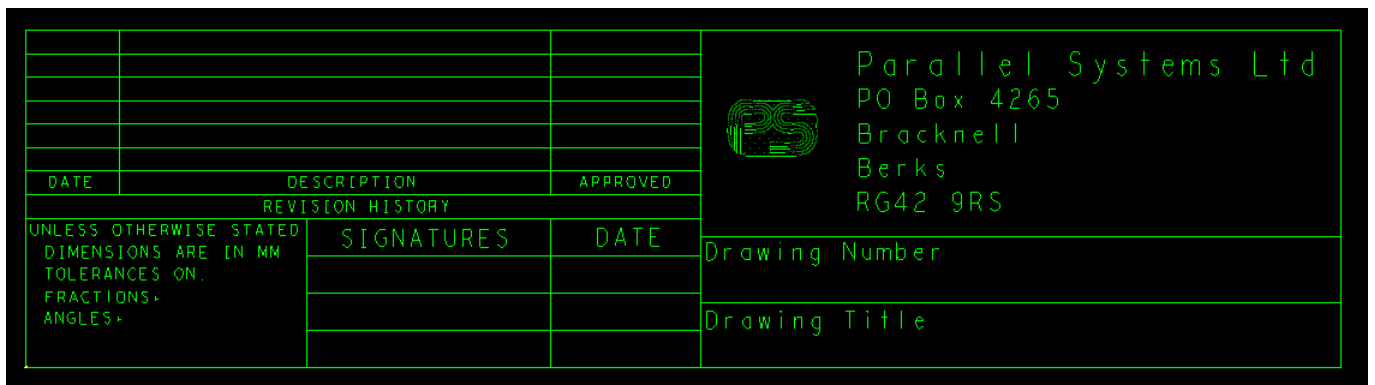 DATE DESCRIPTION APPROVED
REVISION HISTORY
UNLESS OTHERWISE STATED
DIMENSIONS ARE IN MM
TOLERANCES ON.
FRACTIONS
ANGLES
SIGNATURES DATE
PS
Parallel Systems Ltd
PO Box 4265
Bracknell
Berks
RG42 9RS
Drawing Number
Drawing Title